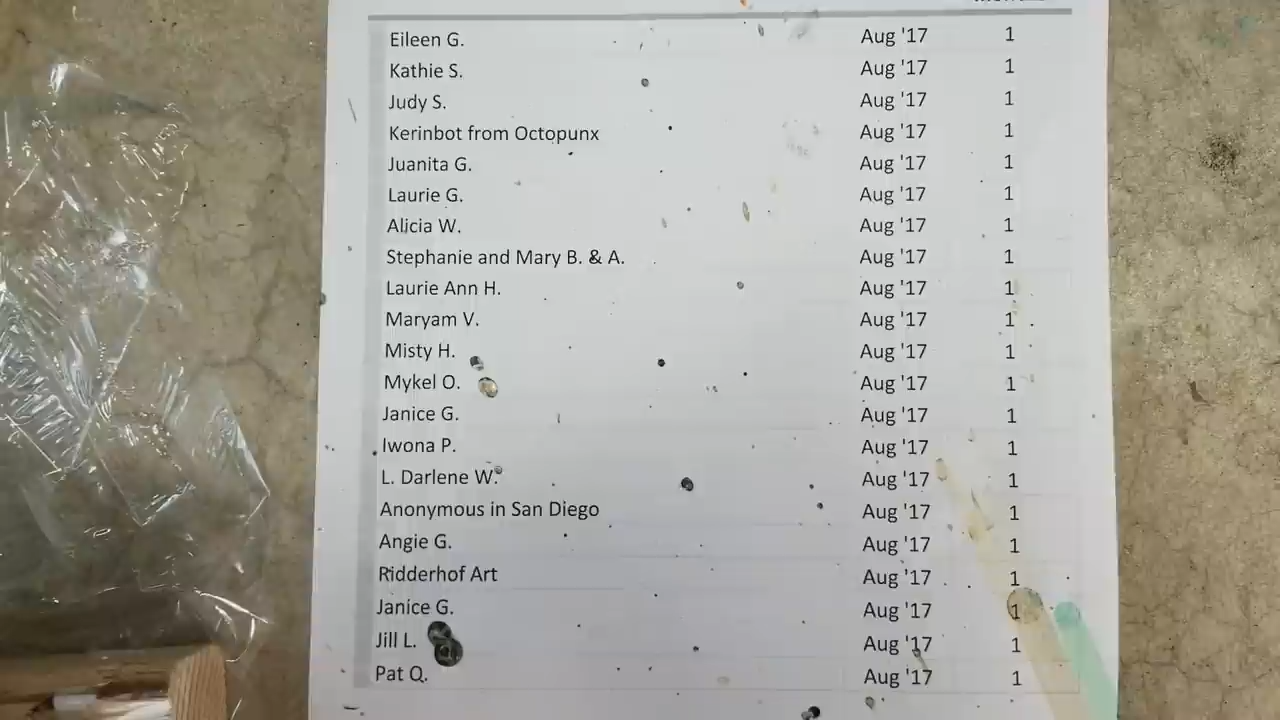 Eileen G. Aug '17 1
Kathie S. Aug '17 1
Judy S. Aug '17 1
Kerinbot from Octopunx Aug '17 1
Juanita G. Aug '17 1
Laurie G. Aug '17 1
Alicia W. Aug '17 1
Stephanie and Mary B. & A. Aug '17 1
Laurie Ann H. Aug '17 1
Maryam V. Aug '17 1
Misty H. Aug '17 1
Mykel O. Aug '17 1
Janice G. Aug '17 1
Iwona P. Aug '17 1
L. Darlene W. Aug '17 1
Anonymous in San Diego Aug '17 1
Angie G. Aug '17 1
Ridderhof Art Aug '17 1
Janice G. Aug '17 1
Jill L. Aug '17 1
Pat Q. Aug '17 1